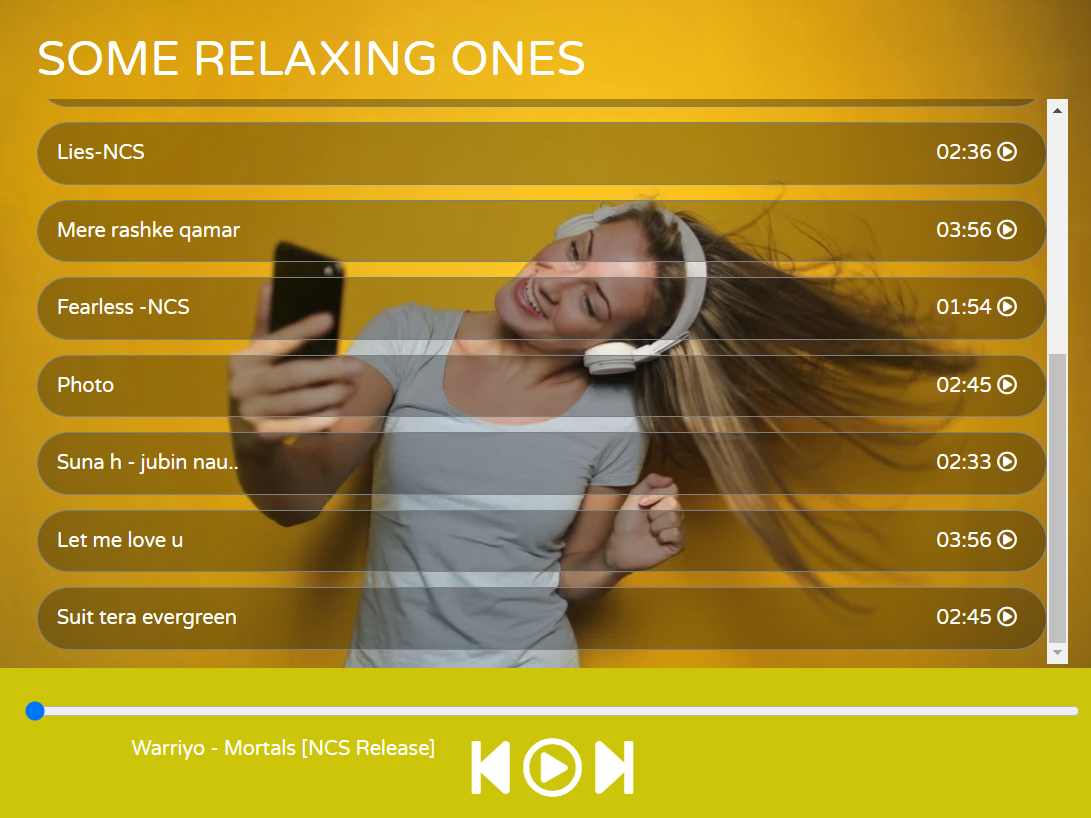 SOME RELAXING ONES
Lies-NCS 02:36
Mere rashke qamar 03:56
Fearless -NCS 01:54
Photo 02:45
Suna h - jubin nau.. 02:33
Let me love u 03:56
Suit tera evergreen 02:45
Warriyo - Mortals [NCS Release]